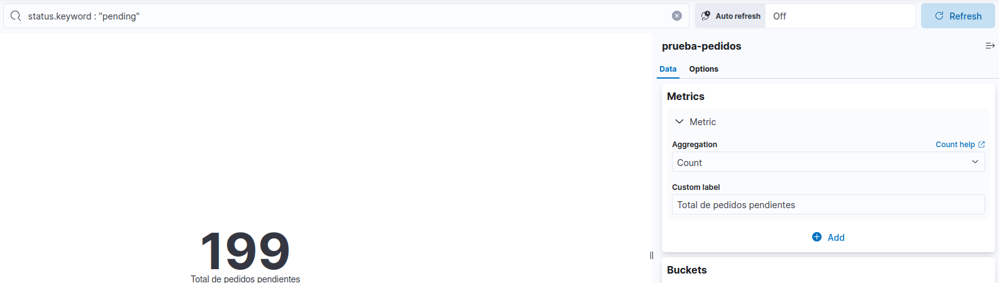 status.keyword : "pending"
Auto refresh Off
Refresh
prueba-pedidos
Data Options
Metrics
Metric
Aggregation Count help
Count
Custom label
Total de pedidos pendientes
Add
Buckets
199
Total de pedidos pendientes